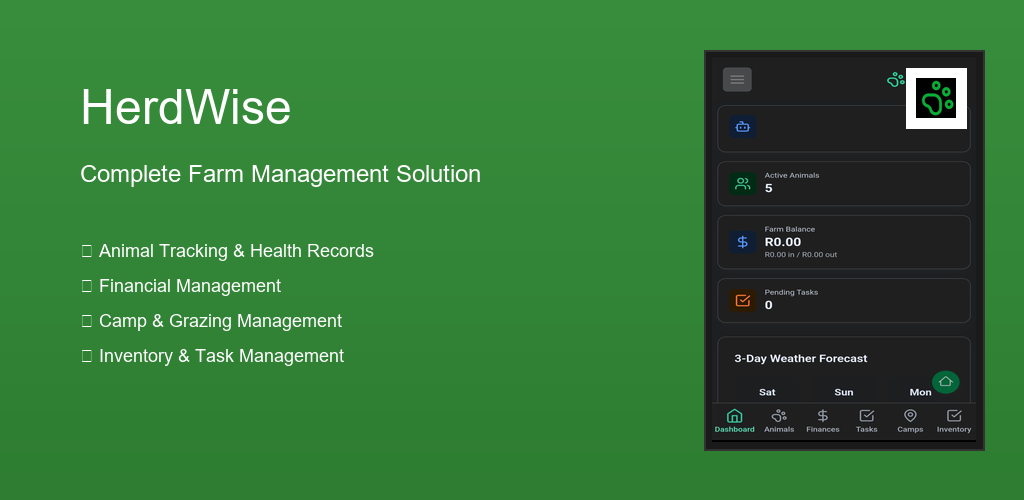 HerdWise
Complete Farm Management Solution
Animal Tracking & Health Records
Financial Management
Camp & Grazing Management
Inventory & Task Management
Active Animals
5
Farm Balance
R0.00
R0.00 in / R0.00 out
Pending Tasks
0
3-Day Weather Forecast
Sat Sun Mon
Dashboard Animals Finances Tasks Camps Inventory